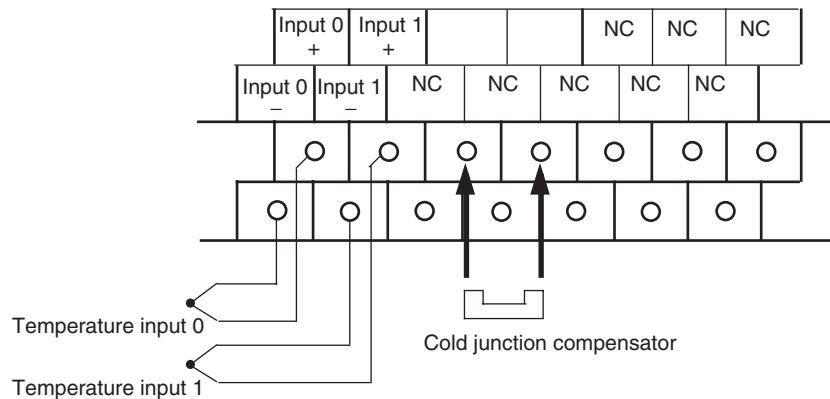 Input 0 Input 1 NC NC NC
+ +
Input 0 Input 1 NC NC NC NC NC
– –
Temperature input 0
Cold junction compensator
Temperature input 1